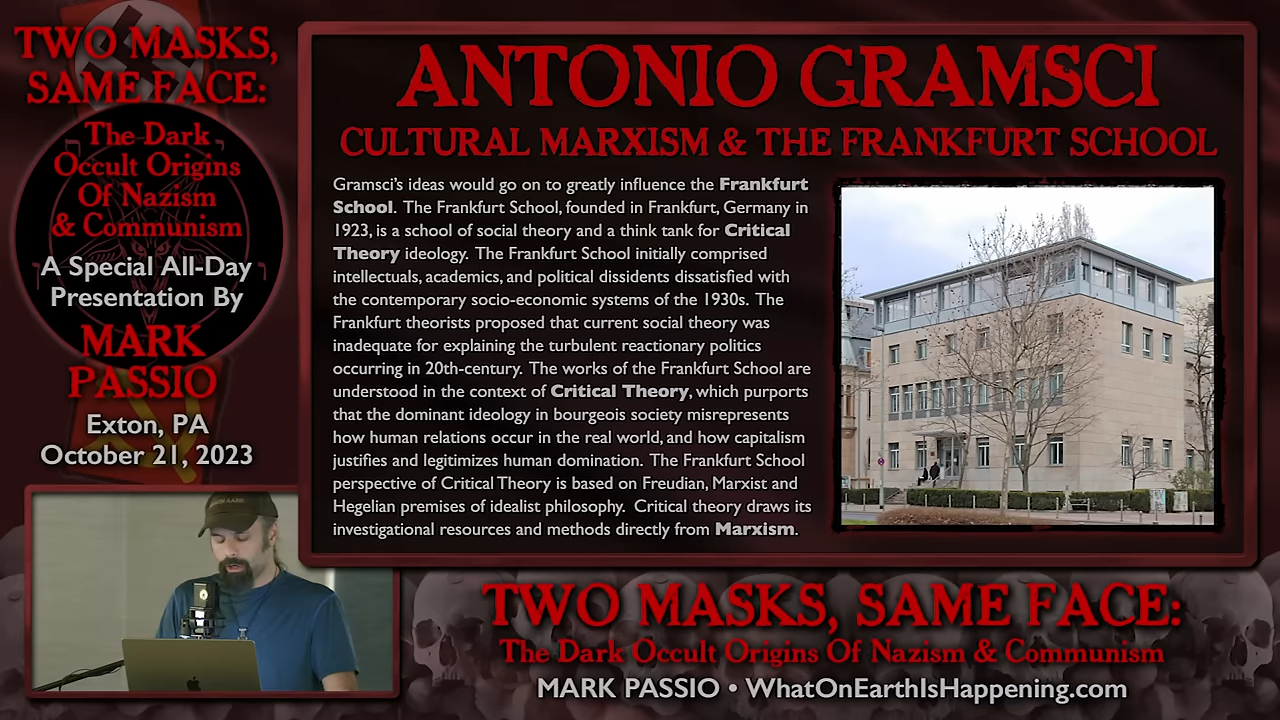 TWO MASKS,
SAME FACE:
The Dark
Occult Origins
Of Nazism
& Communism
A Special All-Day
Presentation By
MARK
PASSIO
Exton, PA
October 21, 2023
ANTONIO GRAMSCI
CULTURAL MARXISM & THE FRANKFURT SCHOOL
Gramsci's ideas would go on to greatly influence the Frankfurt
School. The Frankfurt School, founded in Frankfurt, Germany in
1923, is a school of social theory and a think tank for Critical
Theory ideology. The Frankfurt School initially comprised
intellectuals, academics, and political dissidents dissatisfied with
the contemporary socio-economic systems of the 1930s. The
Frankfurt theorists proposed that current social theory was
inadequate for explaining the turbulent reactionary politics
occurring in 20th-century. The works of the Frankfurt School are
understood in the context of Critical Theory, which purports
that the dominant ideology in bourgeois society misrepresents
how human relations occur in the real world, and how capitalism
justifies and legitimizes human domination. The Frankfurt School
perspective of Critical Theory is based on Freudian, Marxist and
Hegelian premises of idealist philosophy. Critical theory draws its
investigational resources and methods directly from Marxism.
TWO MASKS, SAME FACE:
The Dark Occult Origins Of Nazism & Communism
MARK PASSIO • WhatOnEarthIsHappening.com